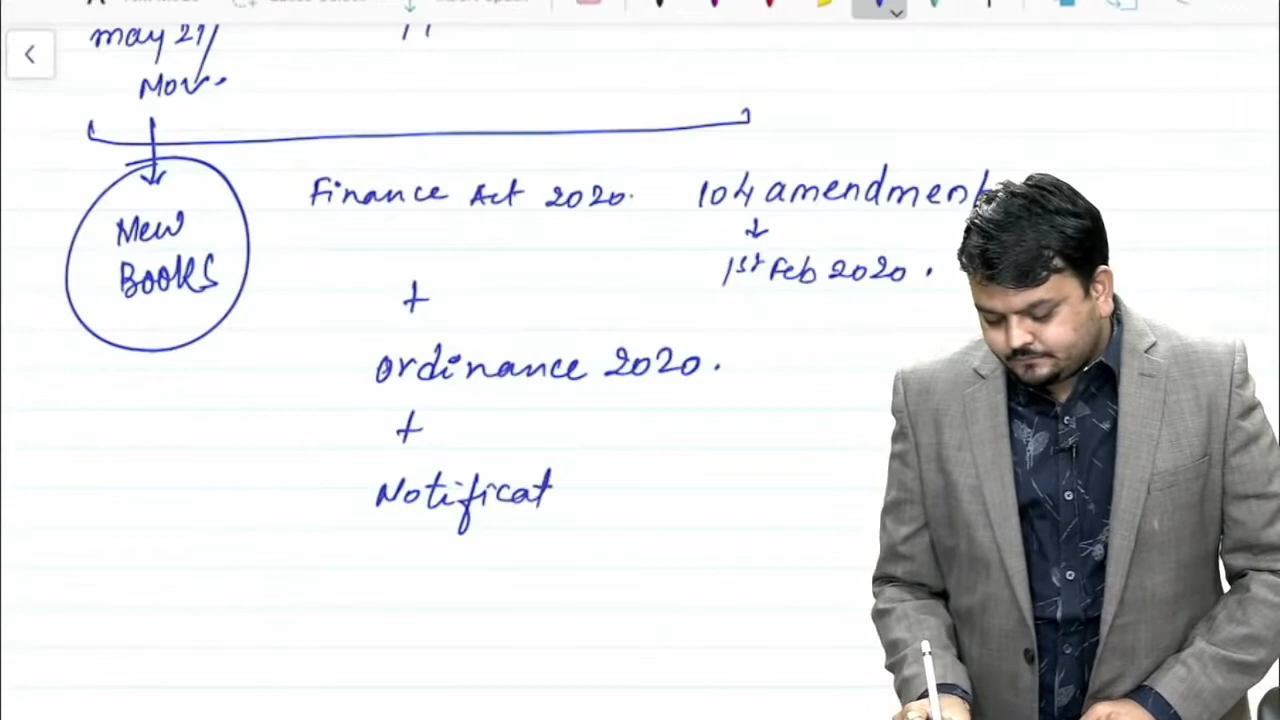 may 21/
Nov.
New
Books
Finance Act 2020.
104 amendment
1st Feb 2020.
+
Ordinance 2020.
+
Notificat